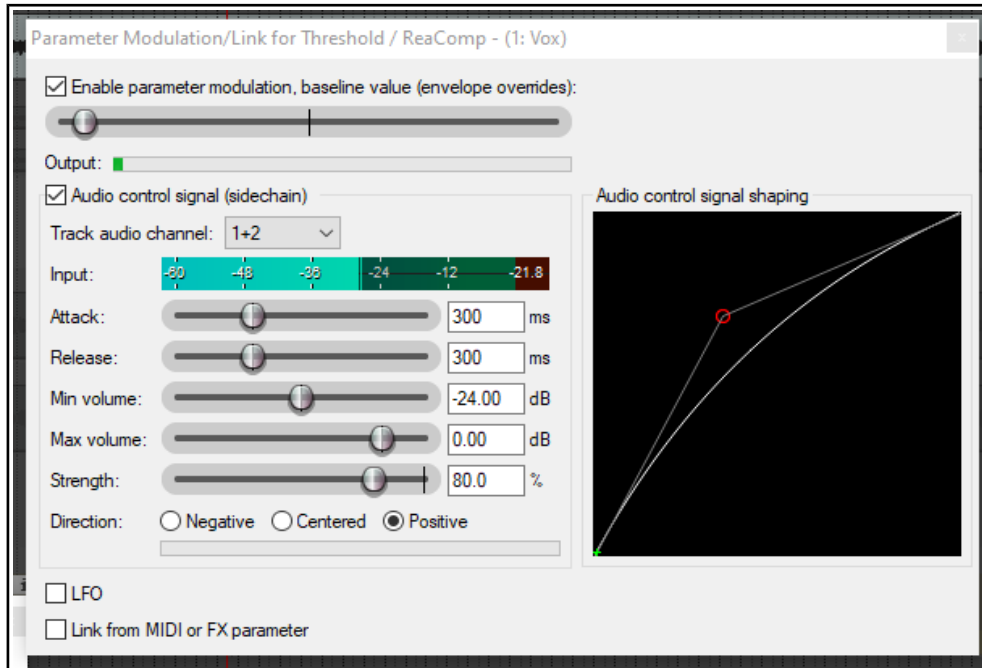 Parameter Modulation/Link for Threshold / ReaComp - (1: Vox)
x
Enable parameter modulation, baseline value (envelope overrides):
Output:
Audio control signal (sidechain)
Track audio channel: 1+2
Input: -60 -48 -36 -24 -12 -21.8
Attack: 300 ms
Release: 300 ms
Min volume: -24.00 dB
Max volume: 0.00 dB
Strength: 80.0 %
Direction: Negative Centered Positive
Audio control signal shaping
LFO
Link from MIDI or FX parameter